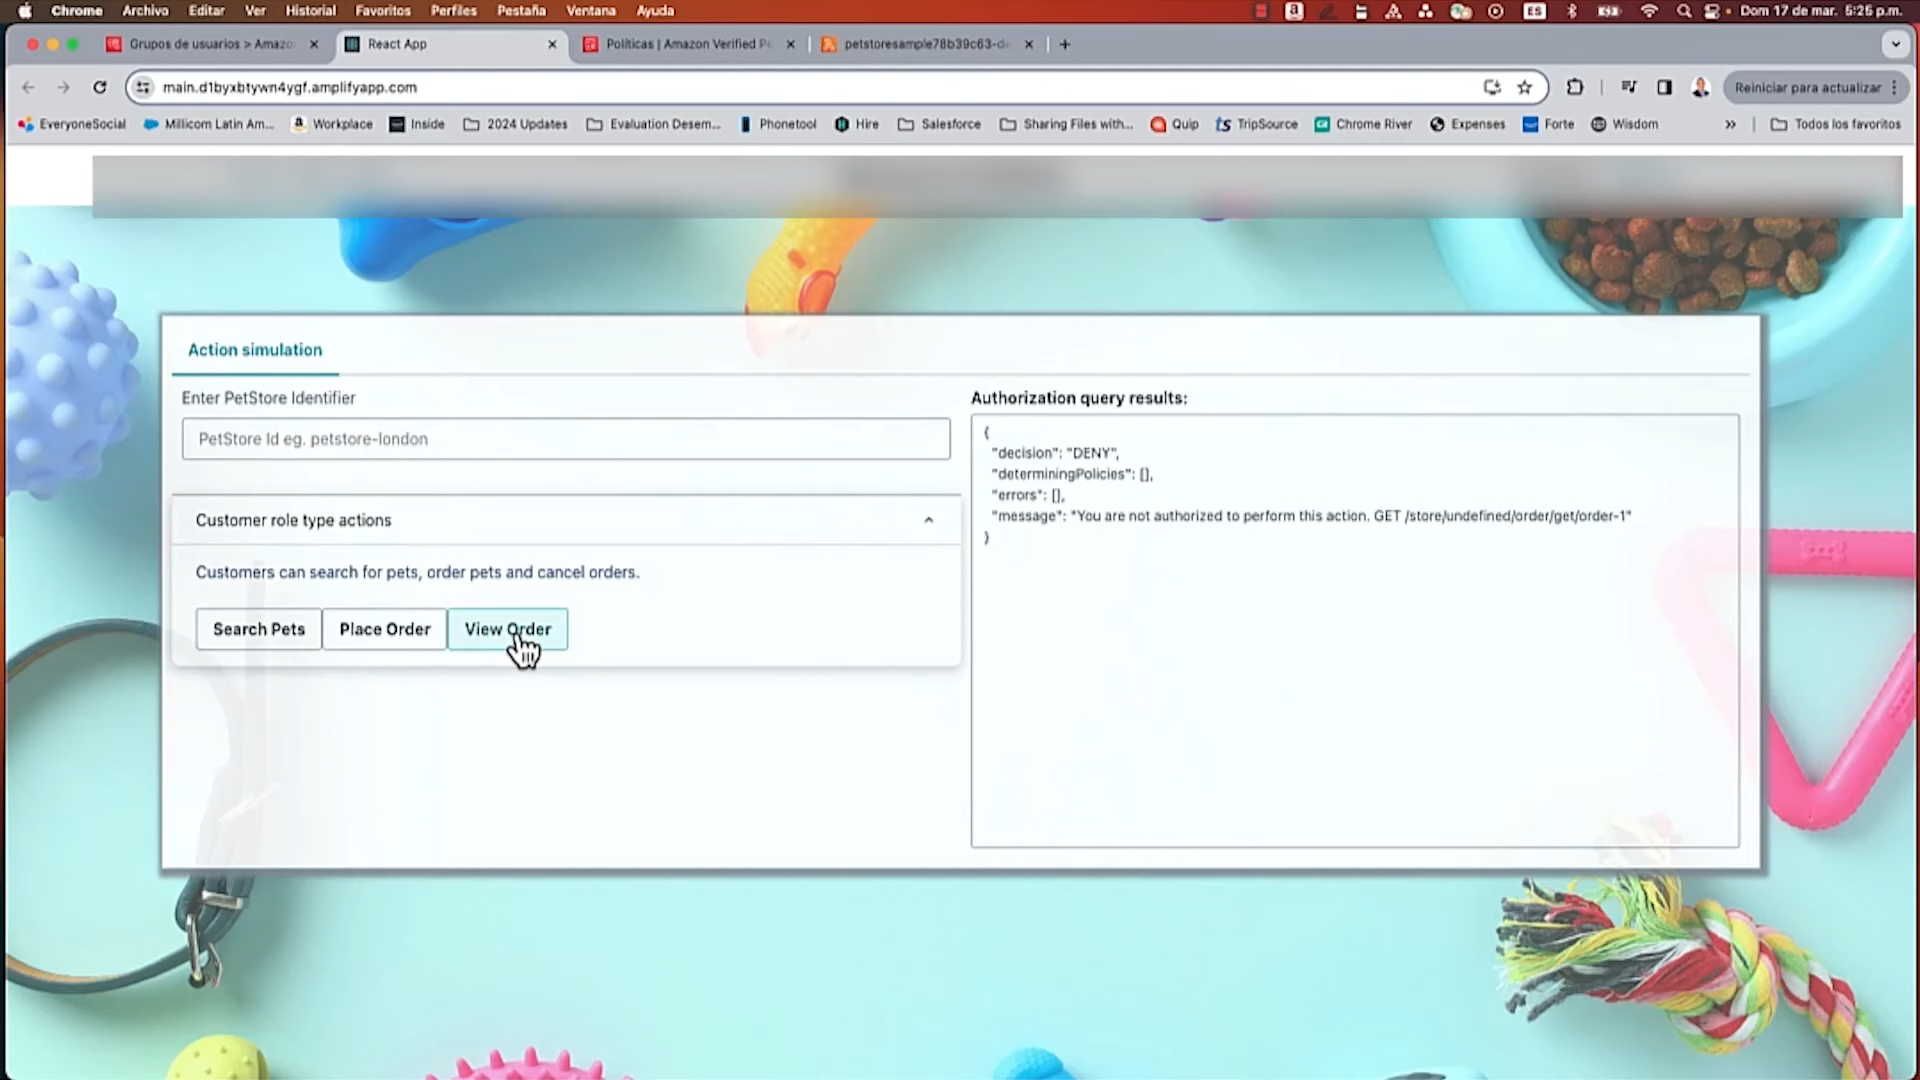 Chrome Archivo Editar Ver Historial Favoritos Perfiles Pestaña Ventana Ayuda
ES
Dom 17 de mar. 5:25 p.m.
Grupos de usuarios > Amazo
React App
Políticas | Amazon Verified Pe
petstoresample78b39c63-de
main.d1byxbtywn4ygf.amplifyapp.com
Reiniciar para actualizar
EveryoneSocial
Millicom Latin Am...
Workplace
Inside
2024 Updates
Evaluation Desem...
Phonetool
Hire
Salesforce
Sharing Files with...
Quip
TripSource
Chrome River
Expenses
Forte
Wisdom
»
Todos los favoritos
Action simulation
Enter PetStore Identifier
PetStore Id eg. petstore-london
Customer role type actions
Customers can search for pets, order pets and cancel orders.
Search Pets
Place Order
View Order
Authorization query results:
{
"decision": "DENY",
"determiningPolicies": [],
"errors": [],
"message": "You are not authorized to perform this action. GET /store/undefined/order/get/order-1"
}